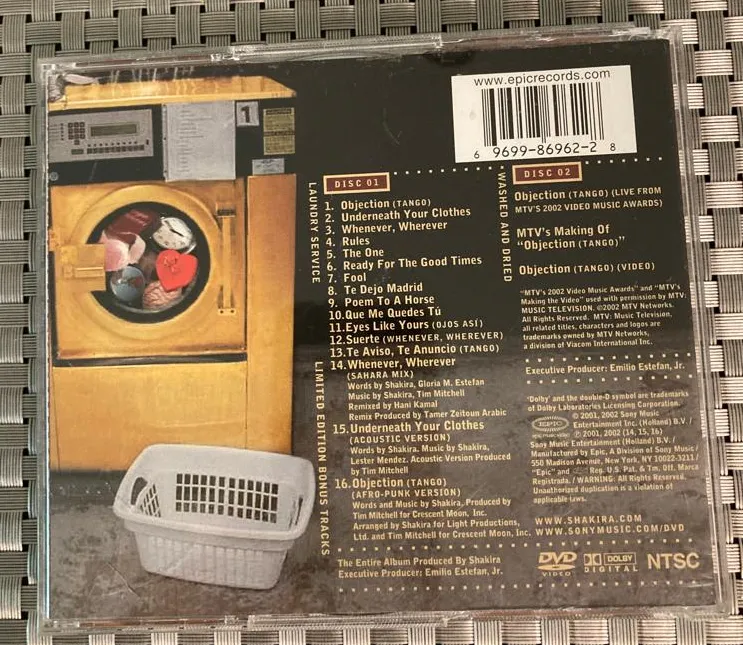 www.epicrecords.com
6 9699-86962-2 8
1
LAUNDRY SERVICE
DISC 01
1. Objection (TANGO)
2. Underneath Your Clothes
3. Whenever, Wherever
4. Rules
5. The One
6. Ready For The Good Times
7. Fool
8. Te Dejo Madrid
9. Poem To A Horse
10.Que Me Quedes Tú
11.Eyes Like Yours (OJOS ASÍ)
12.Suerte (WHENEVER, WHEREVER)
13.Te Aviso, Te Anuncio (TANGO)
LIMITED EDITION BONUS TRACKS
14.Whenever, Wherever
(SAHARA MIX)
Words by Shakira, Gloria M. Estefan
Music by Shakira, Tim Mitchell
Remixed by Hani Kamal
Remix Produced by Tamer Zeitoun Arabic
15.Underneath Your Clothes
(ACOUSTIC VERSION)
Words by Shakira. Music by Shakira,
Lester Mendez. Acoustic Version Produced
by Tim Mitchell
16.Objection (TANGO)
(AFRO-PUNK VERSION)
Words and Music by Shakira, Produced by
Tim Mitchell for Crescent Moon, Inc.
Arranged by Shakira for Light Productions,
Ltd. and Tim Mitchell for Crescent Moon, Inc.
The Entire Album Produced By Shakira
Executive Producer: Emilio Estefan, Jr.
WASHED AND DRIED
DISC 02
Objection (TANGO) (LIVE FROM
MTV'S 2002 VIDEO MUSIC AWARDS)
MTV's Making Of
"Objection (TANGO)"
Objection (TANGO) (VIDEO)
"MTV's 2002 Video Music Awards" and "MTV's
Making the Video" used with permission by MTV:
MUSIC TELEVISION. ©2002 MTV Networks.
All Rights Reserved. MTV: Music Television,
all related titles, characters and logos are
trademarks owned by MTV Networks,
a division of Viacom International Inc.
Executive Producer: Emilio Estefan, Jr.
'Dolby' and the double-D symbol are trademarks
of Dolby Laboratories Licensing Corporation.
© 2001, 2002 Sony Music
Entertainment Inc. (Holland) B.V. /
℗ 2001, 2002 (14, 15, 16)
epic
Sony Music Entertainment (Holland) B.V. /
Manufactured by Epic, A Division of Sony Music /
550 Madison Avenue, New York, NY 10022-3211 /
"Epic" and Reg. U.S. Pat. & Tm. Off. Marca
Registrada. / WARNING: All Rights Reserved.
Unauthorized duplication is a violation of
applicable laws.
WWW.SHAKIRA.COM
WWW.SONYMUSIC.COM/DVD
DVD
VIDEO
DOLBY
DIGITAL
NTSC